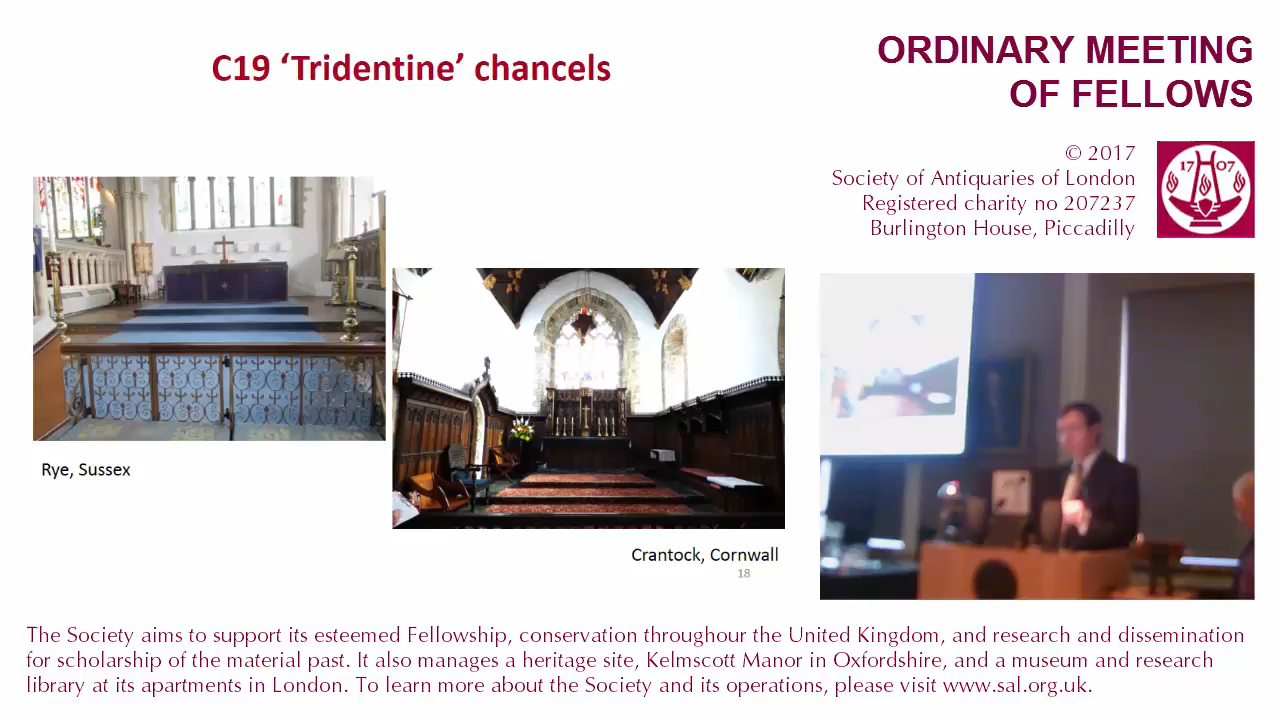 C19 ‘Tridentine’ chancels
ORDINARY MEETING
OF FELLOWS
© 2017
Society of Antiquaries of London
Registered charity no 207237
Burlington House, Piccadilly
17 07
Rye, Sussex
Crantock, Cornwall
18
The Society aims to support its esteemed Fellowship, conservation throughour the United Kingdom, and research and dissemination
for scholarship of the material past. It also manages a heritage site, Kelmscott Manor in Oxfordshire, and a museum and research
library at its apartments in London. To learn more about the Society and its operations, please visit www.sal.org.uk.